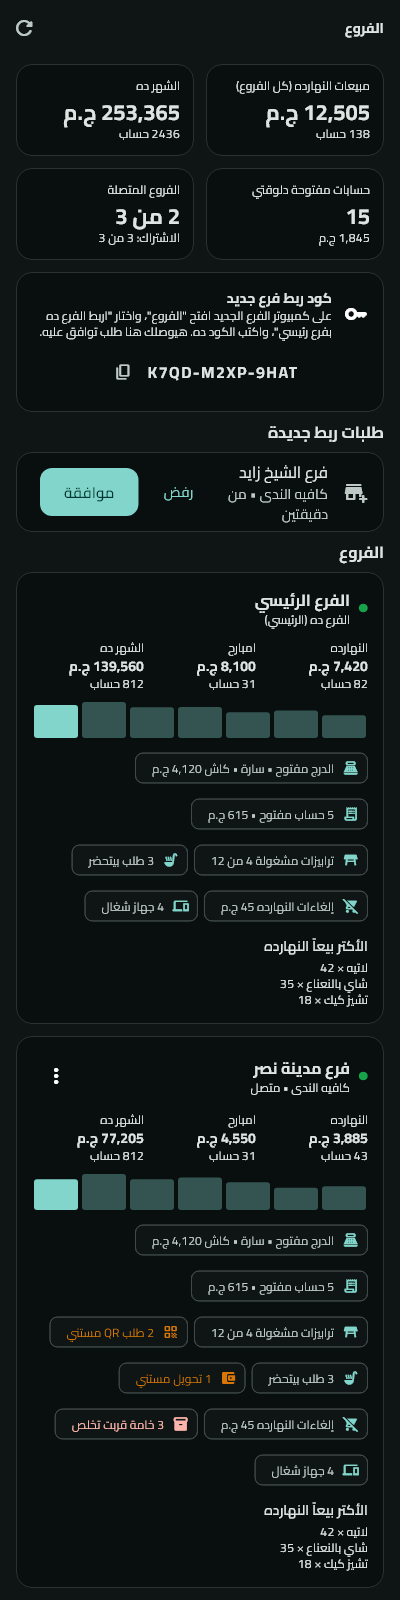 الفروع
مبيعات النهارده (كل الفروع)
12,505 ج.م
138 حساب
الشهر ده
253,365 ج.م
2436 حساب
حسابات مفتوحة دلوقتي
15
1,845 ج.م
الفروع المتصلة
2 من 3
الاشتراك: 3 من 3
كود ربط فرع جديد
على كمبيوتر الفرع الجديد افتح "الفروع"، واختار "اربط الفرع ده
بفرع رئيسي"، واكتب الكود ده. هيوصلك هنا طلب توافق عليه.
K7QD-M2XP-9HAT
طلبات ربط جديدة
فرع الشيخ زايد
كافيه الندى • من
دقيقتين
رفض
موافقة
الفروع
الفرع الرئيسي
الفرع ده (الرئيسي)
النهارده
7,420 ج.م
82 حساب
امبارح
8,100 ج.م
31 حساب
الشهر ده
139,560 ج.م
812 حساب
الدرج مفتوح • سارة • كاش 4,120 ج.م
5 حساب مفتوح • 615 ج.م
ترابيزات مشغولة 4 من 12
3 طلب بيتحضر
إلغاءات النهارده 45 ج.م
4 جهاز شغال
الأكتر بيعاً النهارده
لاتيه × 42
شاي بالنعناع × 35
تشيز كيك × 18
فرع مدينة نصر
كافيه الندى • متصل
النهارده
3,885 ج.م
43 حساب
امبارح
4,550 ج.م
31 حساب
الشهر ده
77,205 ج.م
812 حساب
الدرج مفتوح • سارة • كاش 4,120 ج.م
5 حساب مفتوح • 615 ج.م
ترابيزات مشغولة 4 من 12
2 طلب QR مستني
3 طلب بيتحضر
1 تحويل مستني
إلغاءات النهارده 45 ج.م
3 خامة قربت تخلص
4 جهاز شغال
الأكتر بيعاً النهارده
لاتيه × 42
شاي بالنعناع × 35
تشيز كيك × 18